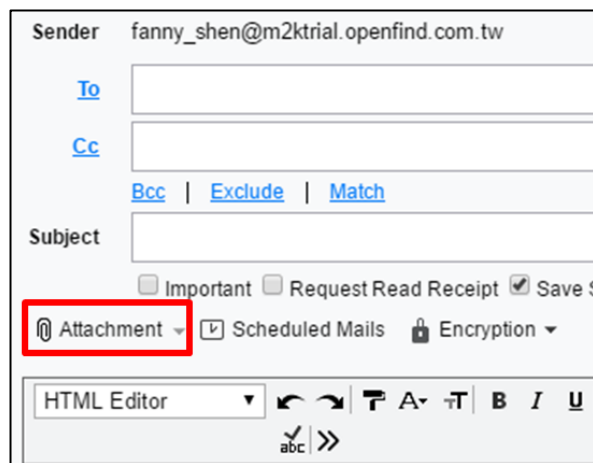 Sender fanny_shen@m2ktrial.openfind.com.tw
To
Cc
Bcc | Exclude | Match
Subject
Important Request Read Receipt Save S
Attachment Scheduled Mails Encryption
HTML Editor A T B I U
abc